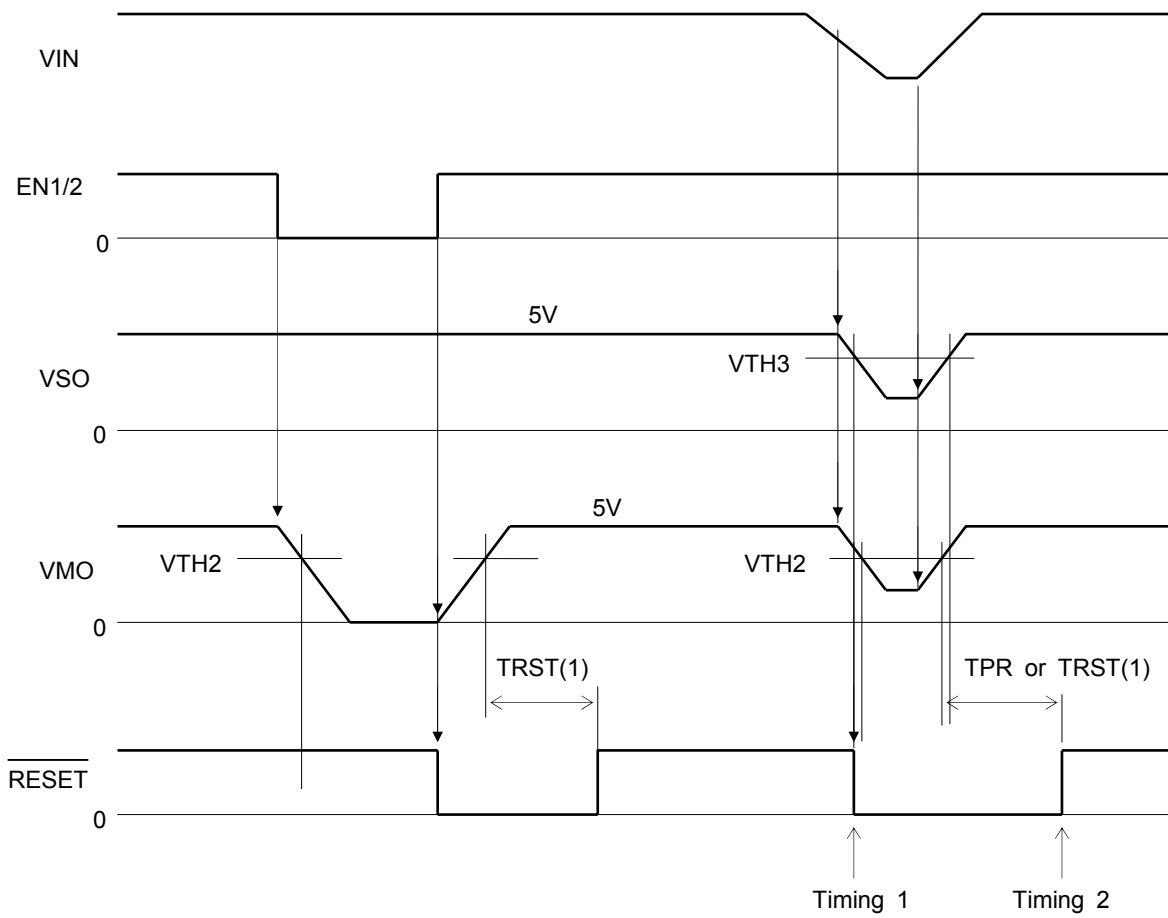 VIN
EN1/2
0
5V
VTH3
VSO
0
5V
VTH2
VTH2
VMO
0
TRST(1)
TPR or TRST(1)
RESET
0
Timing 1
Timing 2